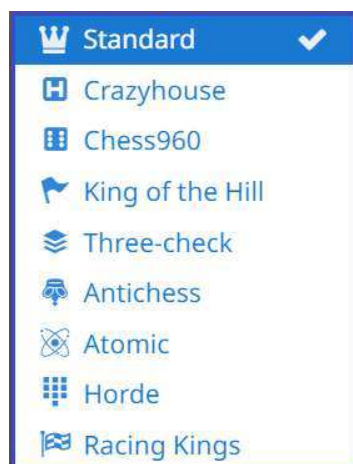 Standard
Crazyhouse
Chess960
King of the Hill
Three-check
Antichess
Atomic
Horde
Racing Kings